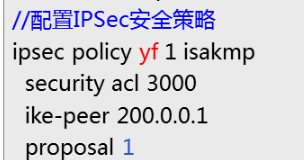 //配置IPSec安全策略
ipsec policy yf 1 isakmp
security acl 3000
ike-peer 200.0.0.1
proposal 1